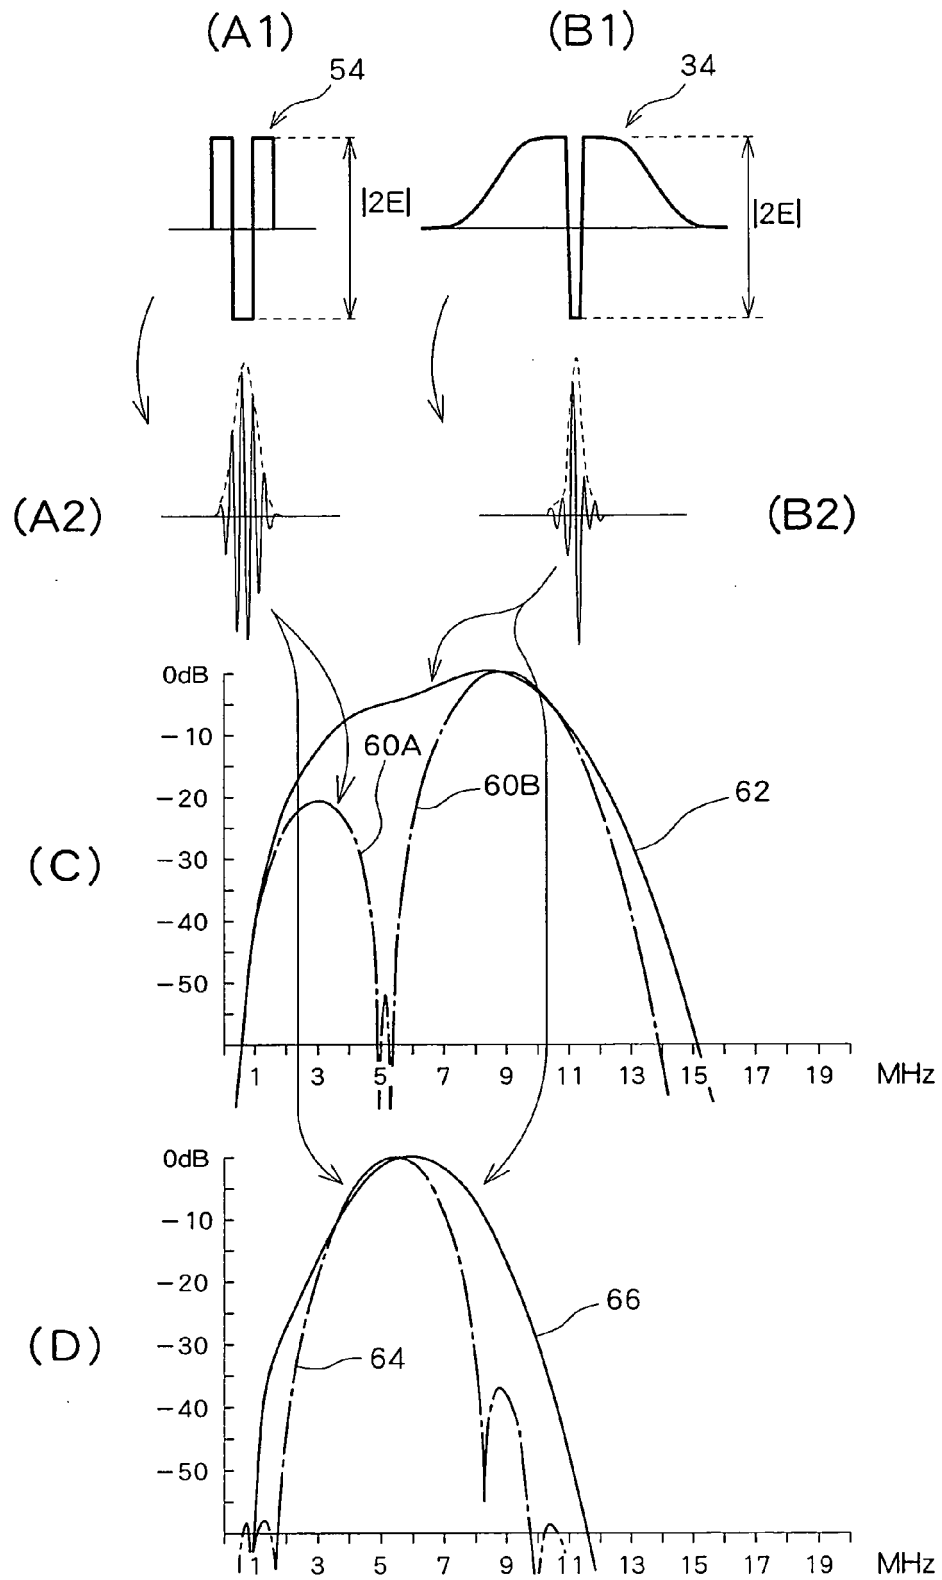 (A1)
(B1)
54
34
|2E|
|2E|
(A2)
(B2)
0dB
-10
-20
-30
-40
-50
60A
60B
62
(C)
1 3 5 7 9 11 13 15 17 19 MHz
0dB
-10
-20
-30
-40
-50
66
64
(D)
1 3 5 7 9 11 13 15 17 19 MHz